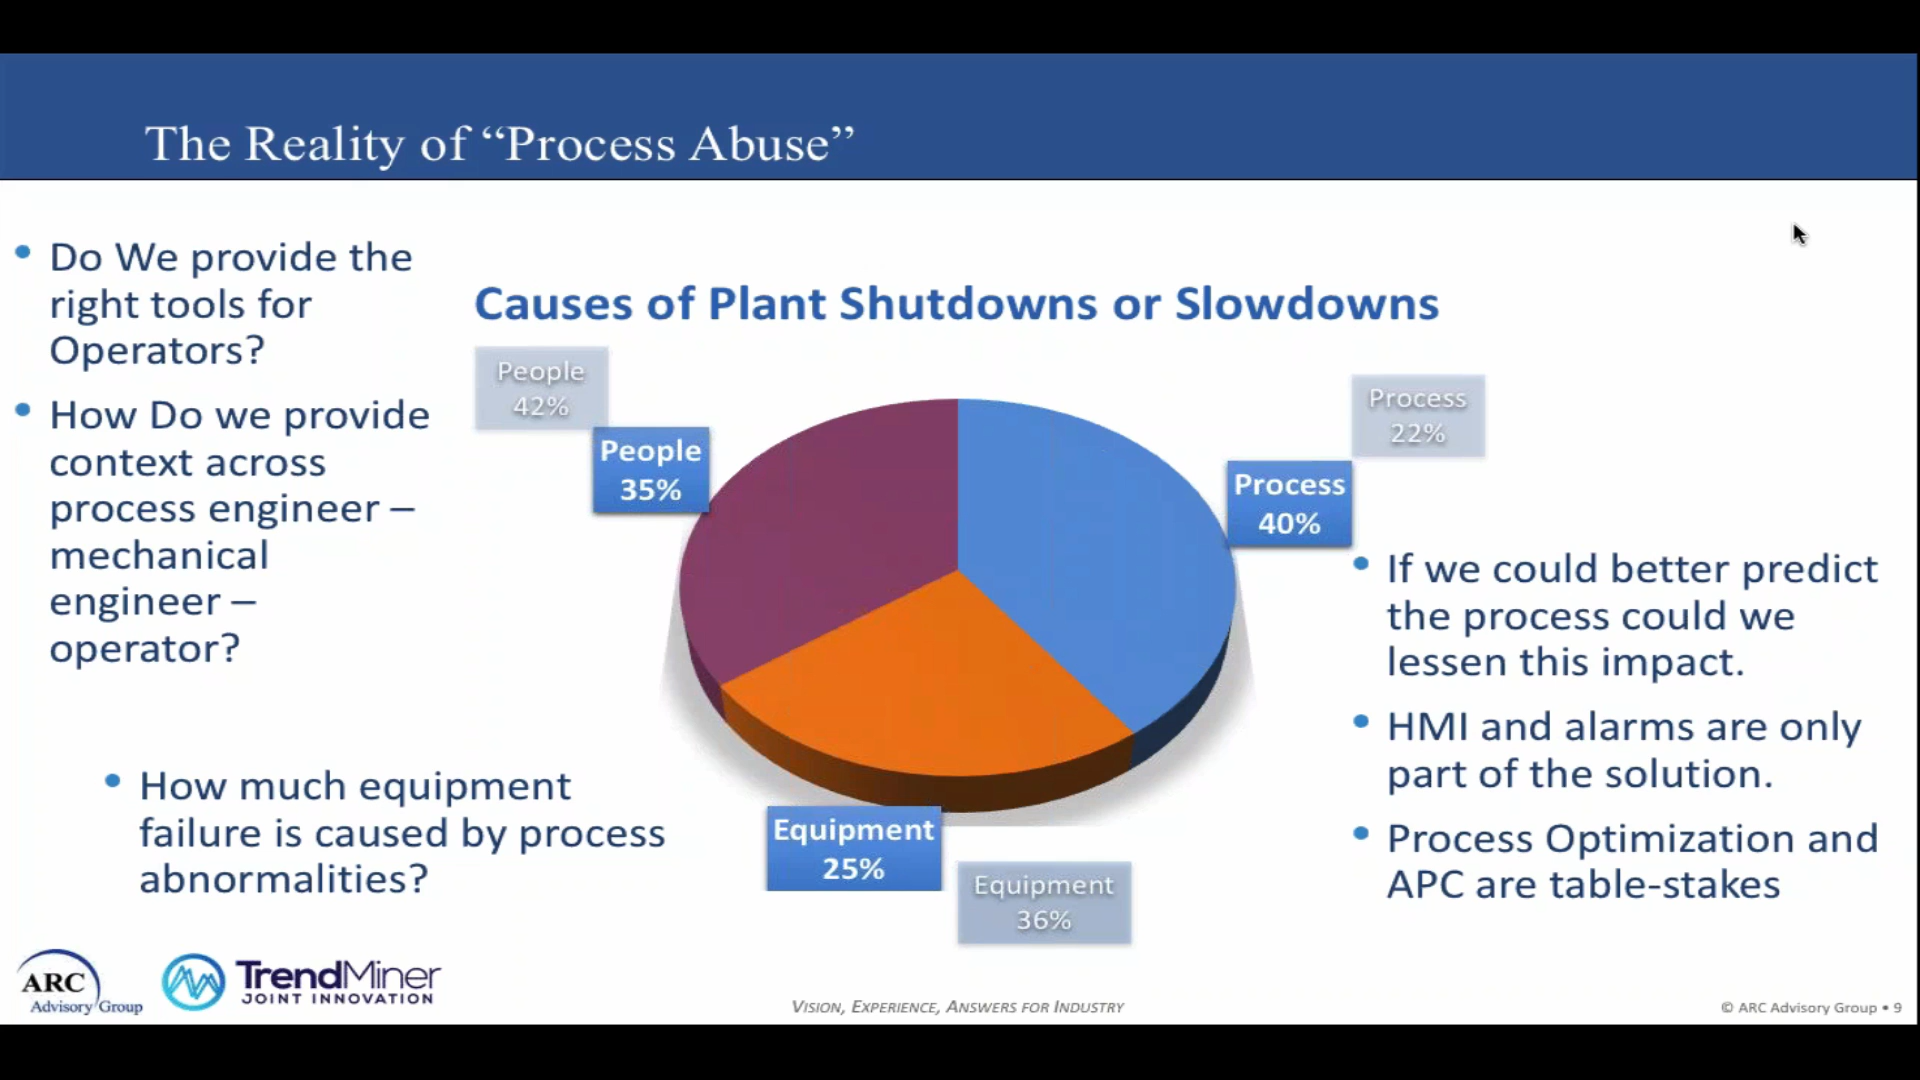 The Reality of “Process Abuse”
• Do We provide the
right tools for
Operators?
• How Do we provide
context across
process engineer –
mechanical
engineer –
operator?
• How much equipment
failure is caused by process
abnormalities?
Causes of Plant Shutdowns or Slowdowns
People
42%
People
35%
Process
22%
Process
40%
Equipment
25%
Equipment
36%
• If we could better predict
the process could we
lessen this impact.
• HMI and alarms are only
part of the solution.
• Process Optimization and
APC are table-stakes
ARC
Advisory Group
TrendMiner
JOINT INNOVATION
VISION, EXPERIENCE, ANSWERS FOR INDUSTRY
© ARC Advisory Group • 9